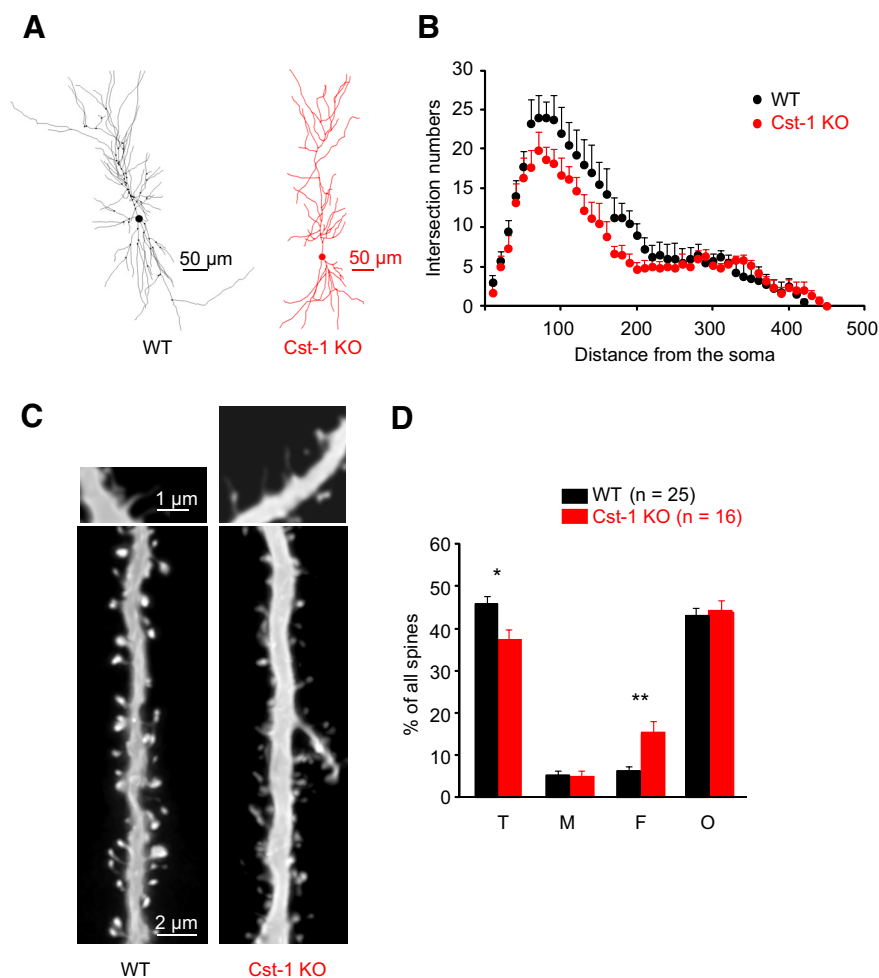 A
50 µm
50 µm
WT
Cst-1 KO
B
30
25
20
15
10
5
0
Intersection numbers
WT
Cst-1 KO
100
200
300
400
500
Distance from the soma
C
1 µm
2 µm
WT
Cst-1 KO
D
WT (n = 25)
Cst-1 KO (n = 16)
60
50
40
30
20
10
0
% of all spines
*
**
T
M
F
O